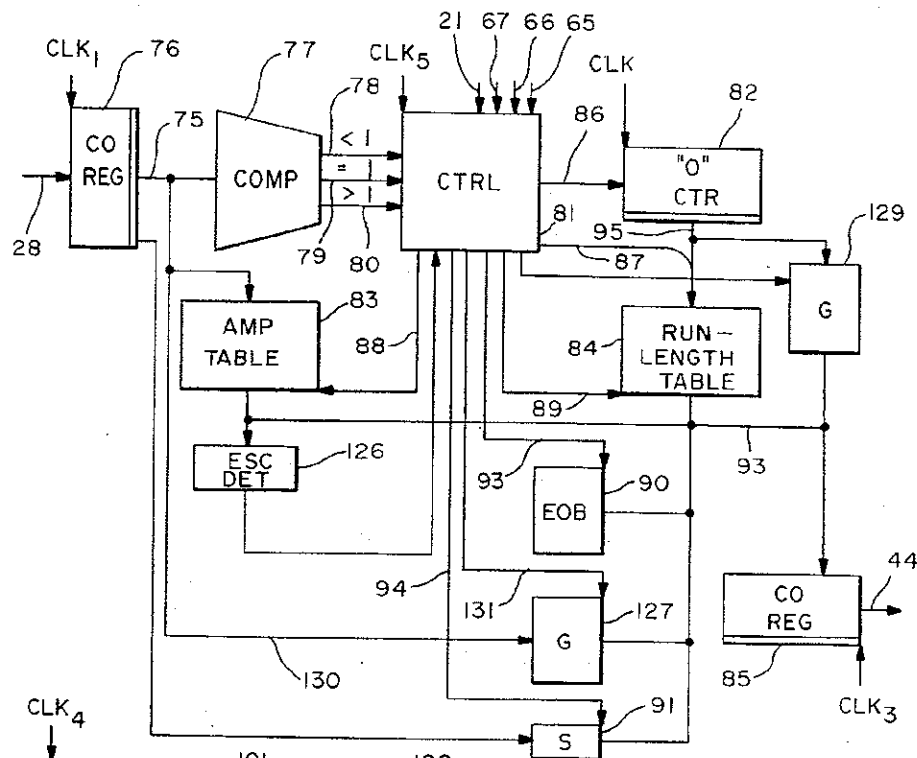 CLK1
76
77
CLK5
21
67
66
65
CLK
82
CO
REG
75
28
COMP
78
< 1
= 1
> 1
79
80
CTRL
86
"O"
CTR
81
95
87
129
G
83
AMP
TABLE
88
84
RUN-
LENGTH
TABLE
89
93
ESC
DET
126
93
90
EOB
94
131
127
G
130
CO
REG
44
85
CLK3
91
S
CLK4